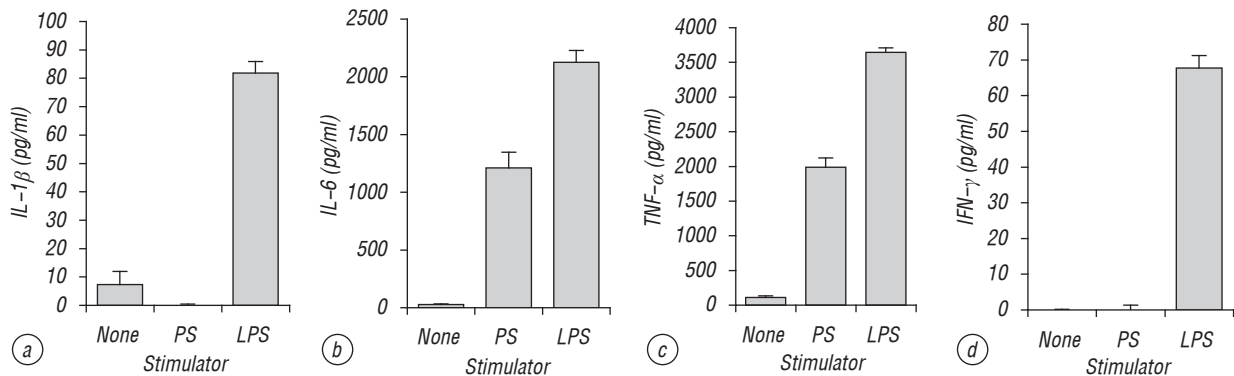 IL-1β (pg/ml)
100
90
80
70
60
50
40
30
20
10
0
None PS LPS
Stimulator
a
IL-6 (pg/ml)
2500
2000
1500
1000
500
0
None PS LPS
Stimulator
b
TNF-α (pg/ml)
4000
3500
4000
2500
2000
1500
1000
500
0
None PS LPS
Stimulator
c
IFN-γ (pg/ml)
80
70
60
70
40
30
20
10
0
None PS LPS
Stimulator
d